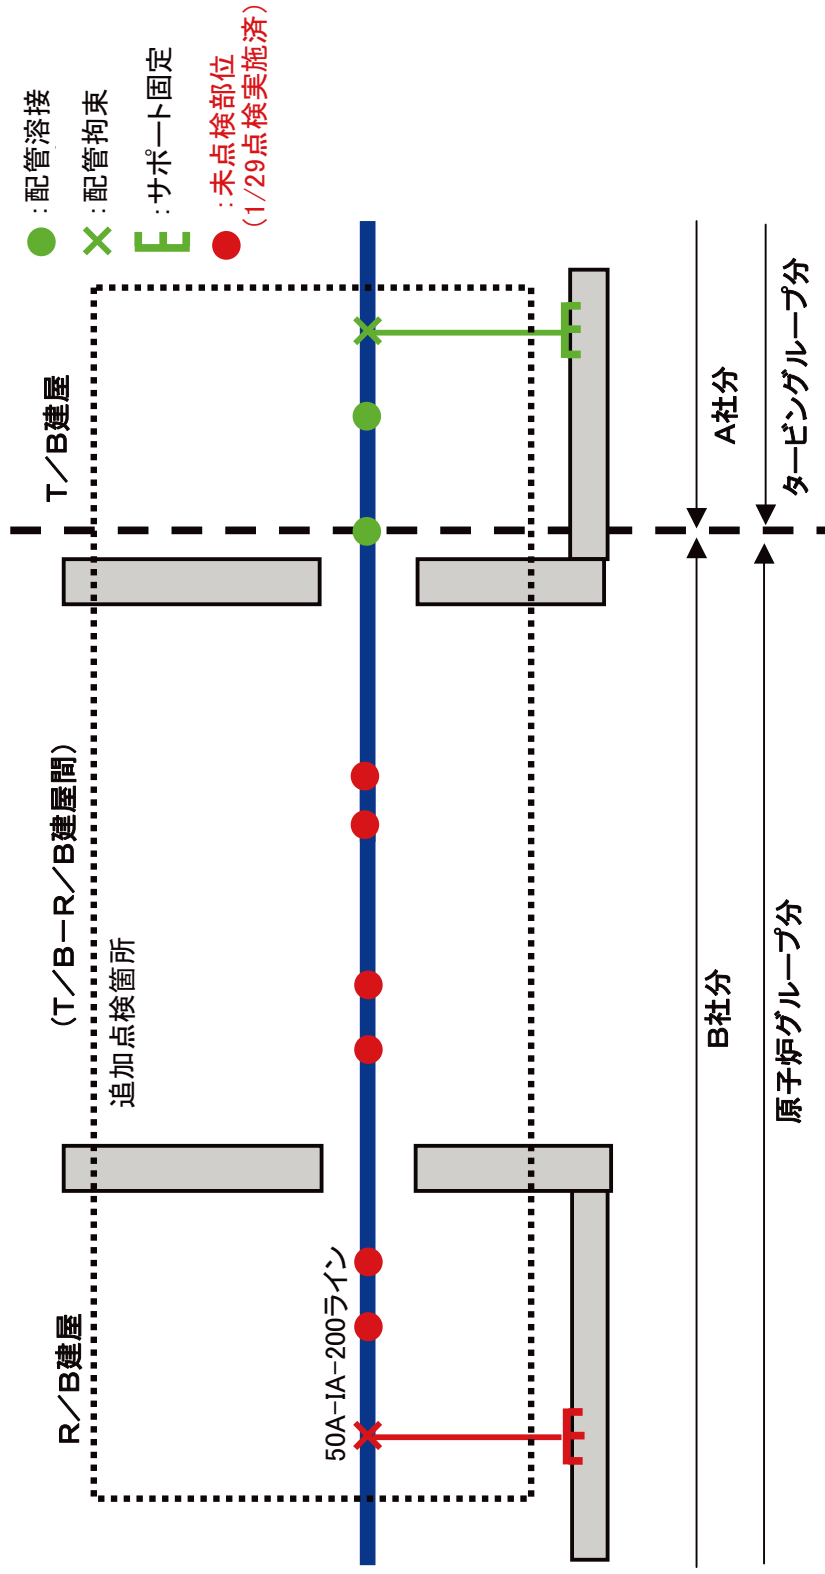 R/B建屋
(T/B-R/B建屋間)
T/B建屋
●:配管溶接
×:配管拘束
:サポート固定
●:未点検部位
(1/29点検実施済)
追加点検箇所
50A-IA-200ライン
B社分
A社分
原子炉グループ分
タービングループ分